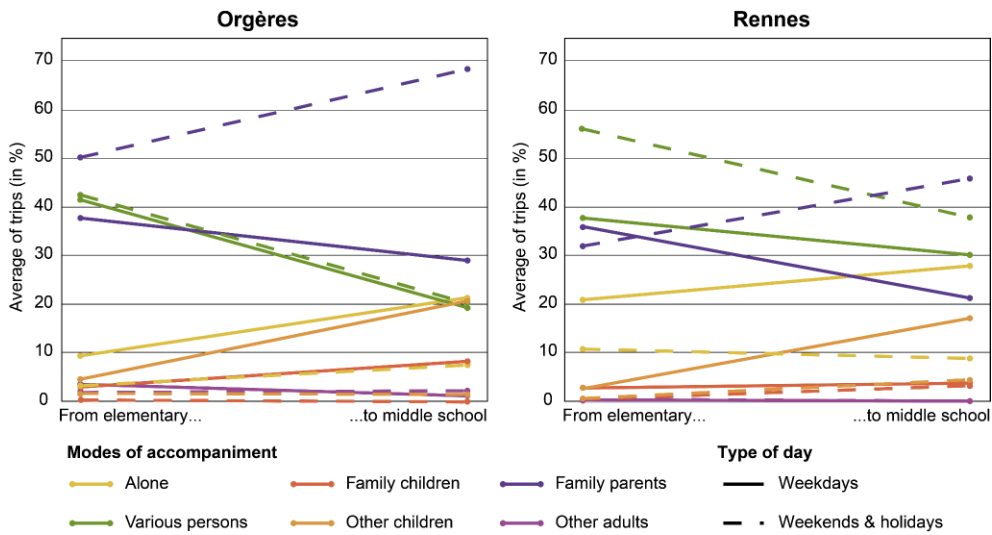 Orgères
Rennes
Average of trips (in %)
70
60
50
40
30
20
10
0
From elementary...
...to middle school
Average of trips (in %)
70
60
50
40
30
20
10
0
From elementary...
...to middle school
Modes of accompaniment
Type of day
Alone
Family children
Family parents
Weekdays
Various persons
Other children
Other adults
Weekends & holidays